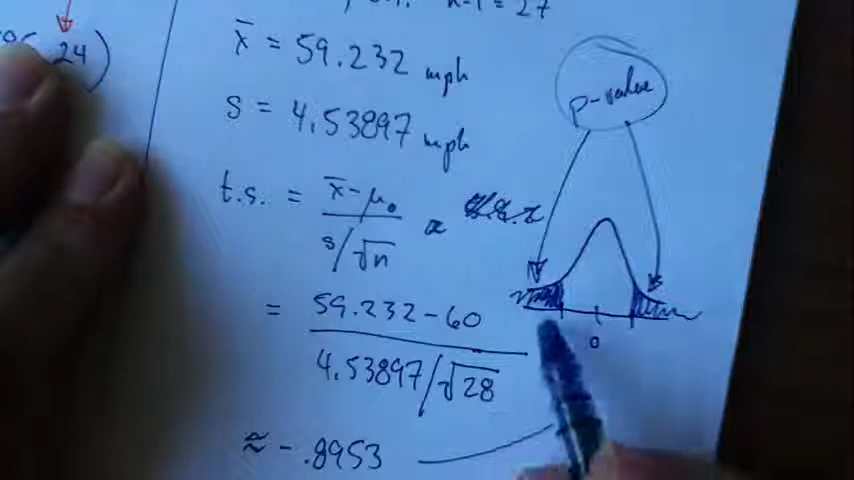 n-1 = 27
24)
x̄ = 59.232 mph
s = 4.53897 mph
p-value
t.s. = x̄-μ₀
s/√n
= 59.232-60
4.53897/√28
0
≈ -.8953